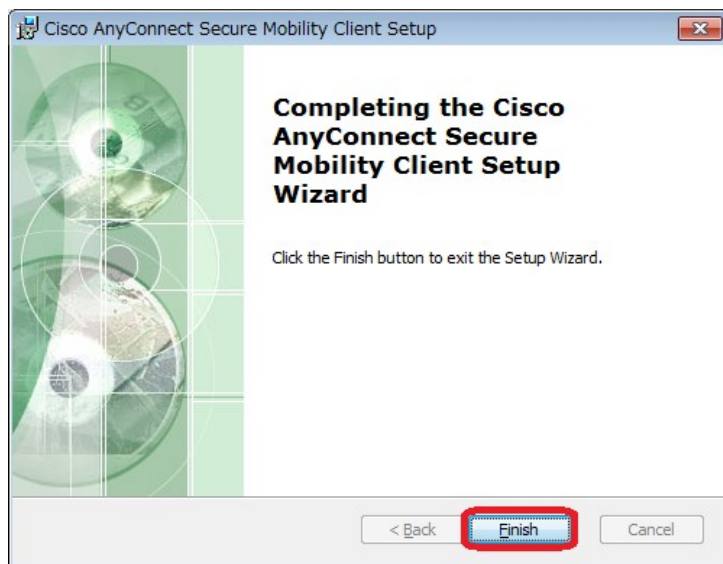 Cisco AnyConnect Secure Mobility Client Setup
Completing the Cisco
AnyConnect Secure
Mobility Client Setup
Wizard
Click the Finish button to exit the Setup Wizard.
< Back Finish Cancel